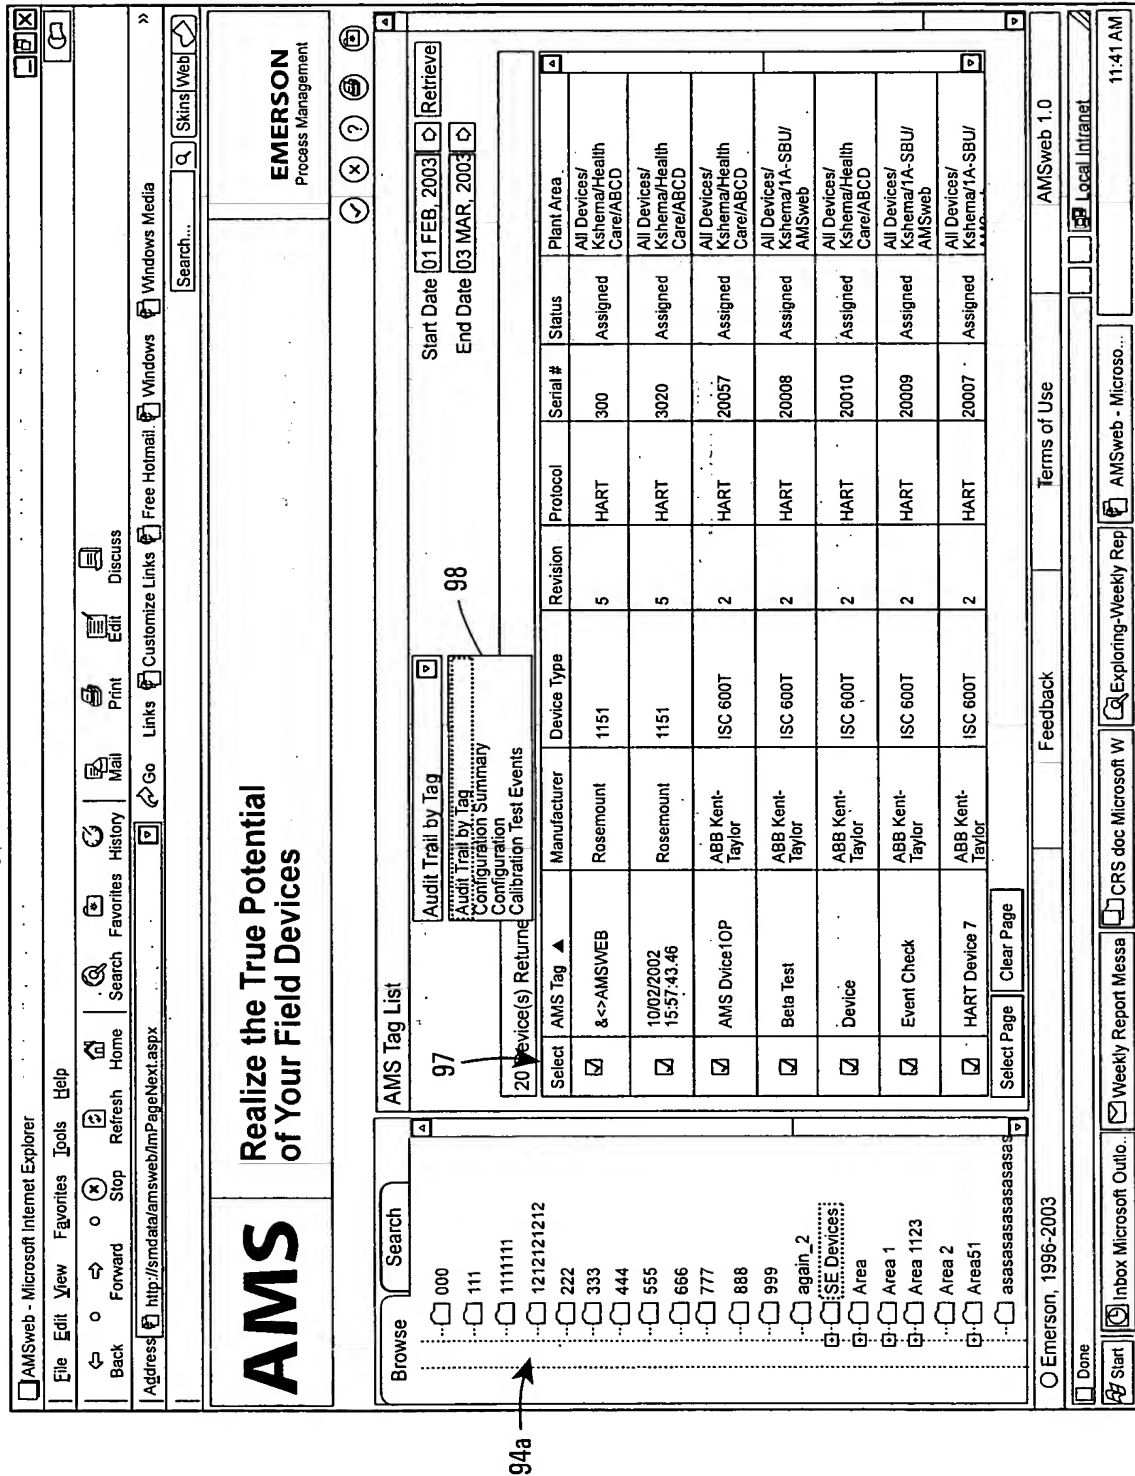 AMSweb - Microsoft Internet Explorer
File Edit View Favorites Tools Help
Back Forward Stop Refresh Home Search Favorites History Mail Print Edit Discuss
Address http://smdata/amsweb/ImPageNext.aspx Go Links Customize Links Free Hotmail. Windows Windows Media »
Search... Skins Web
AMS
Realize the True Potential
of Your Field Devices
EMERSON
Process Management
Browse Search
000
111
1111111
1212121212
222
333
444
555
666
777
888
999
again_2
SE Devices
Area
Area 1
Area 1123
Area 2
Area51
asasasasasasasasasas
94a
AMS Tag List
Audit Trail by Tag
Audit Trail by Tag
Configuration Summary
Configuration
Calibration Test Events
98
Start Date 01 FEB, 2003 Retrieve
End Date 03 MAR, 2003
97
20 Device(s) Returne
Select AMS Tag ▲ Manufacturer Device Type Revision Protocol Serial # Status Plant Area
&<>AMSWEB Rosemount 1151 5 HART 300 Assigned All Devices/
Kshema/Health
Care/ABCD
10/02/2002
15:57:43.46 Rosemount 1151 5 HART 3020 Assigned All Devices/
Kshema/Health
Care/ABCD
AMS Dvice1OP ABB Kent-
Taylor ISC 600T 2 HART 20057 Assigned All Devices/
Kshema/Health
Care/ABCD
Beta Test ABB Kent-
Taylor ISC 600T 2 HART 20008 Assigned All Devices/
Kshema/1A-SBU/
AMSweb
Device ABB Kent-
Taylor ISC 600T 2 HART 20010 Assigned All Devices/
Kshema/Health
Care/ABCD
Event Check ABB Kent-
Taylor ISC 600T 2 HART 20009 Assigned All Devices/
Kshema/1A-SBU/
AMSweb
HART Device 7 ABB Kent-
Taylor ISC 600T 2 HART 20007 Assigned All Devices/
Kshema/1A-SBU/
Select Page Clear Page
O Emerson, 1996-2003 Feedback Terms of Use AMSweb 1.0
Done Local Intranet
Start Inbox Microsoft Outlo.. Weekly Report Messa CRS doc Microsoft W Exploring-Weekly Rep AMSweb - Microso... 11:41 AM